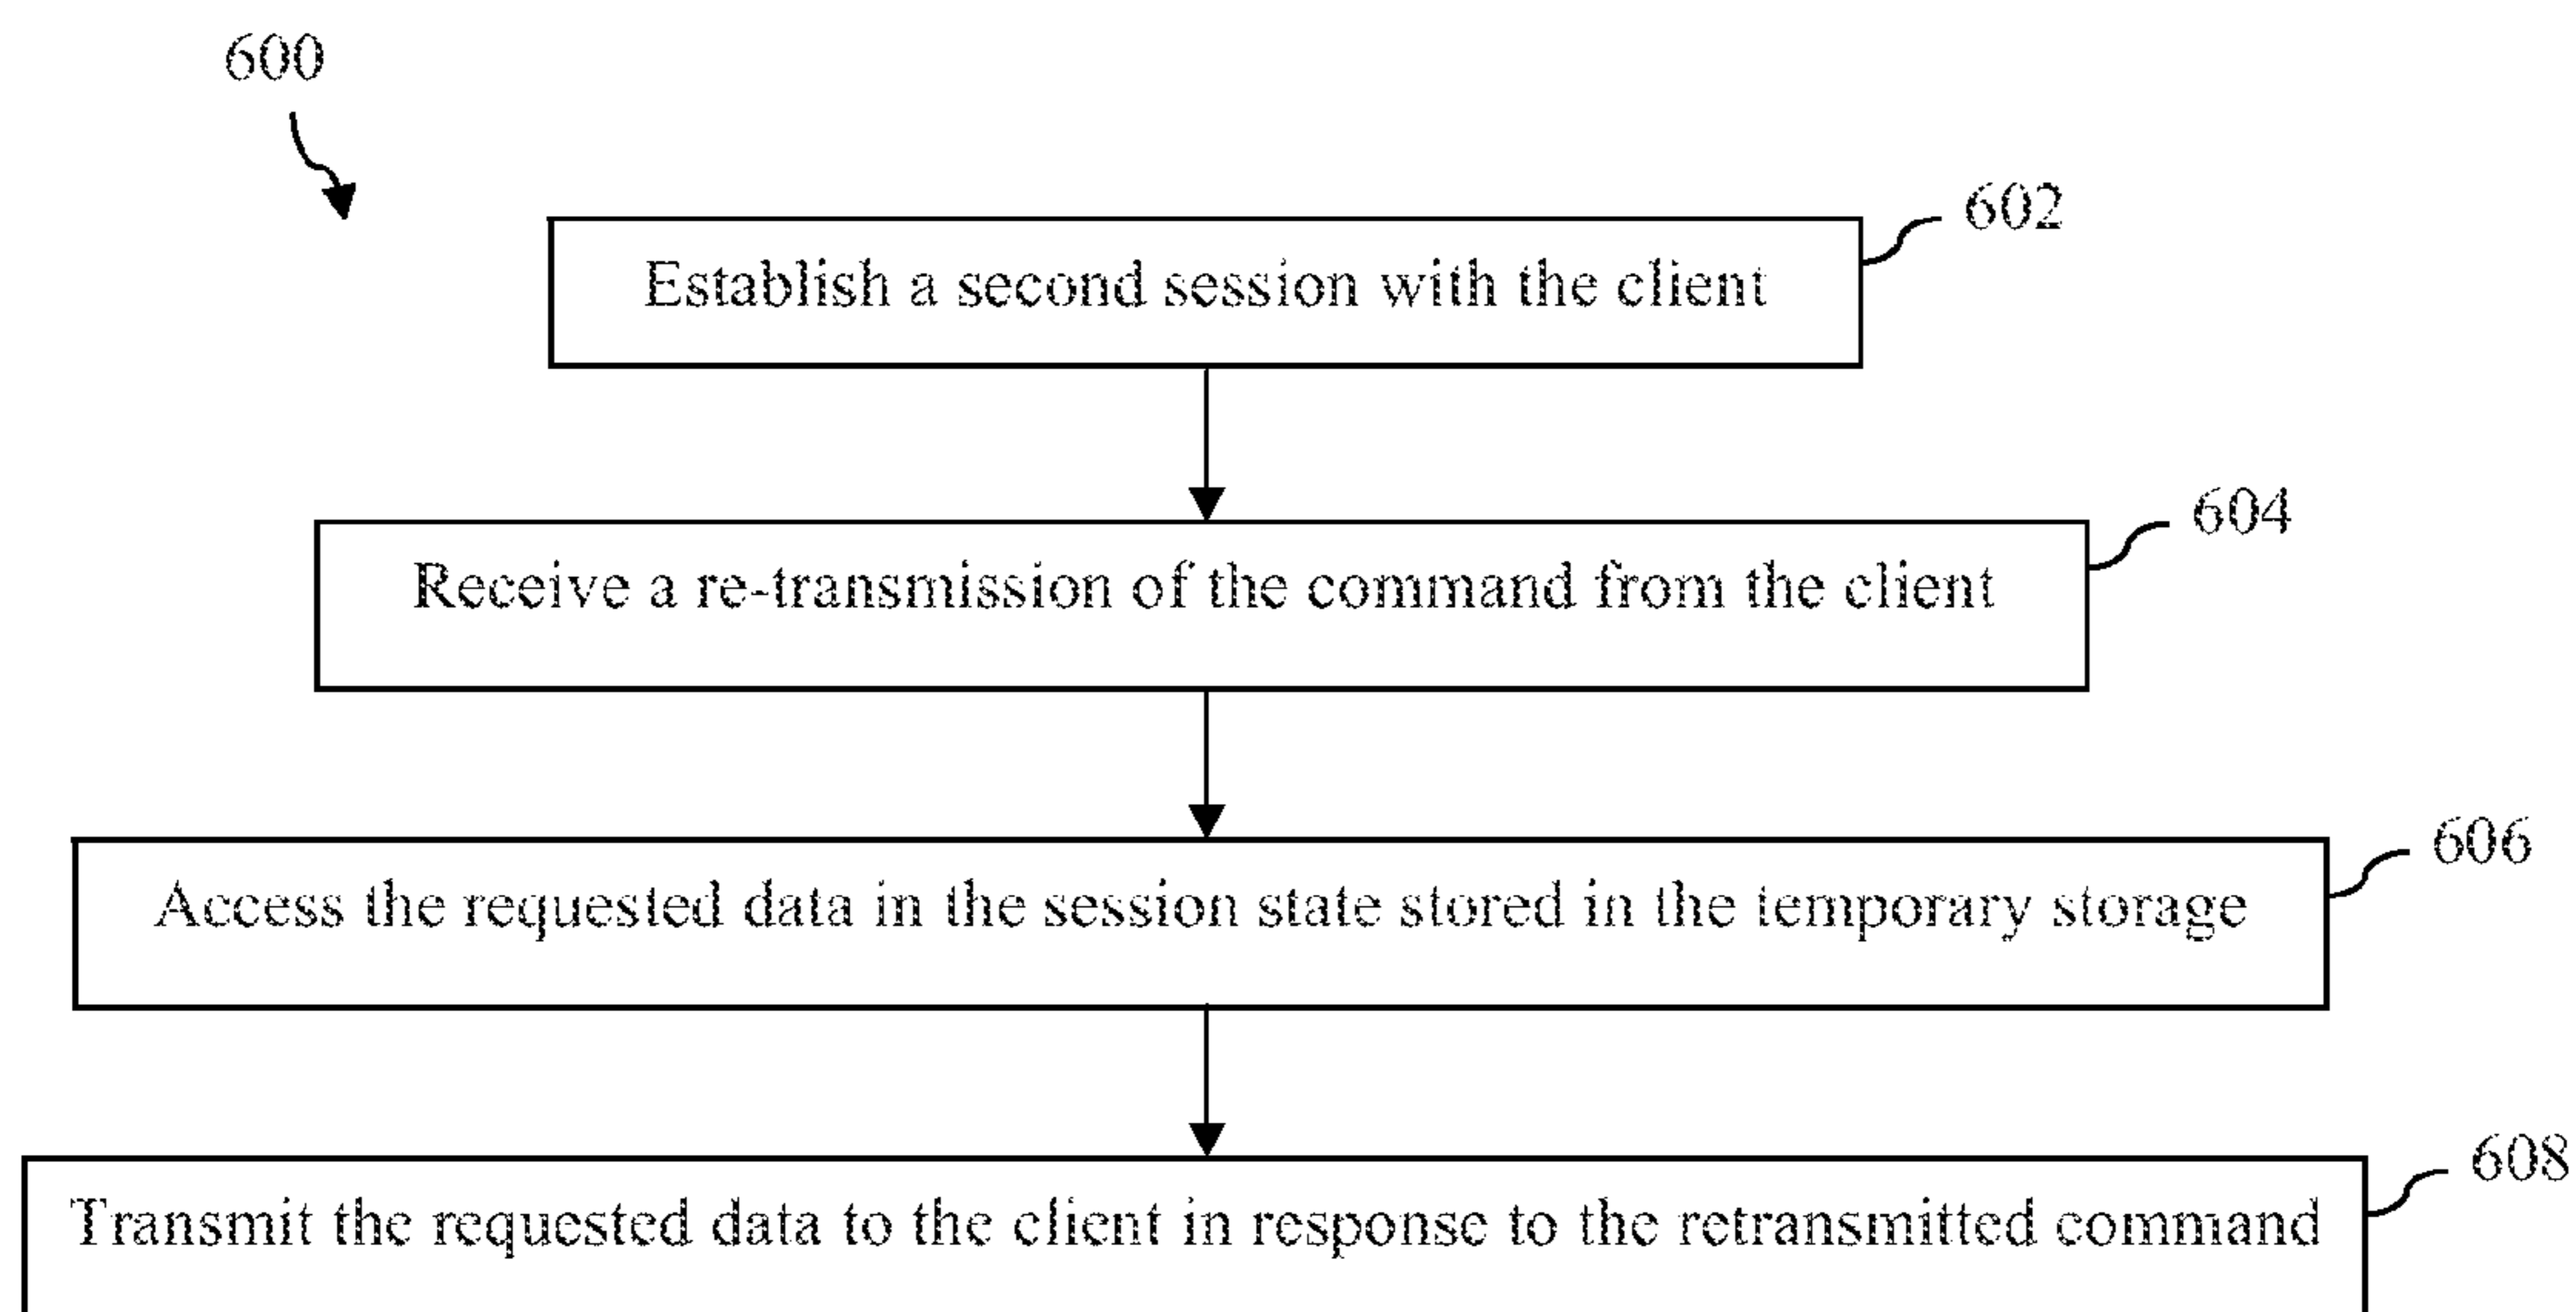 600
602
Establish a second session with the client
604
Receive a re-transmission of the command from the client
606
Access the requested data in the session state stored in the temporary storage
608
Transmit the requested data to the client in response to the retransmitted command